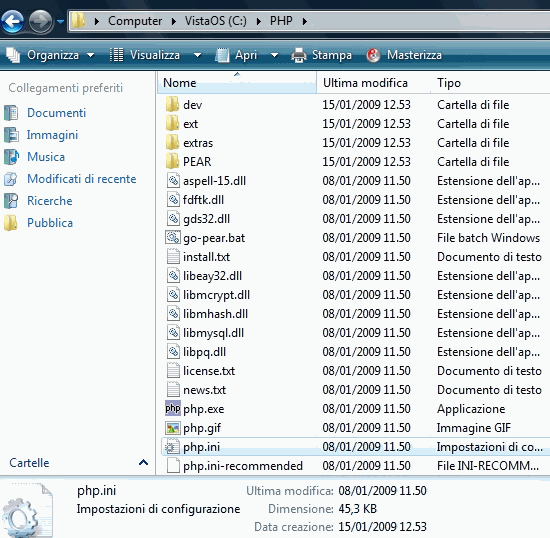 Computer VistaOS (C:) PHP
Organizza Visualizza Apri Stampa Masterizza
Collegamenti preferiti
Documenti
Immagini
Musica
Modificati di recente
Ricerche
Pubblica
Cartelle
Nome Ultima modifica Tipo
dev 15/01/2009 12.53 Cartella di file
ext 15/01/2009 12.53 Cartella di file
extras 15/01/2009 12.53 Cartella di file
PEAR 15/01/2009 12.53 Cartella di file
aspell-15.dll 08/01/2009 11.50 Estensione dell'ap...
fdftk.dll 08/01/2009 11.50 Estensione dell'ap...
gds32.dll 08/01/2009 11.50 Estensione dell'ap...
go-pear.bat 08/01/2009 11.50 File batch Windows
install.txt 08/01/2009 11.50 Documento di testo
libeay32.dll 08/01/2009 11.50 Estensione dell'ap...
libmcrypt.dll 08/01/2009 11.50 Estensione dell'ap...
libmhash.dll 08/01/2009 11.50 Estensione dell'ap...
libmysql.dll 08/01/2009 11.50 Estensione dell'ap...
libpq.dll 08/01/2009 11.50 Estensione dell'ap...
license.txt 08/01/2009 11.50 Documento di testo
news.txt 08/01/2009 11.50 Documento di testo
php php.exe 08/01/2009 11.50 Applicazione
php.gif 08/01/2009 11.50 Immagine GIF
php.ini 08/01/2009 11.50 Impostazioni di co...
php.ini-recommended 08/01/2009 11.50 File INI-RECOMM...
php.ini Ultima modifica: 08/01/2009 11.50
Impostazioni di configurazione Dimensione: 45,3 KB
Data creazione: 15/01/2009 12.53